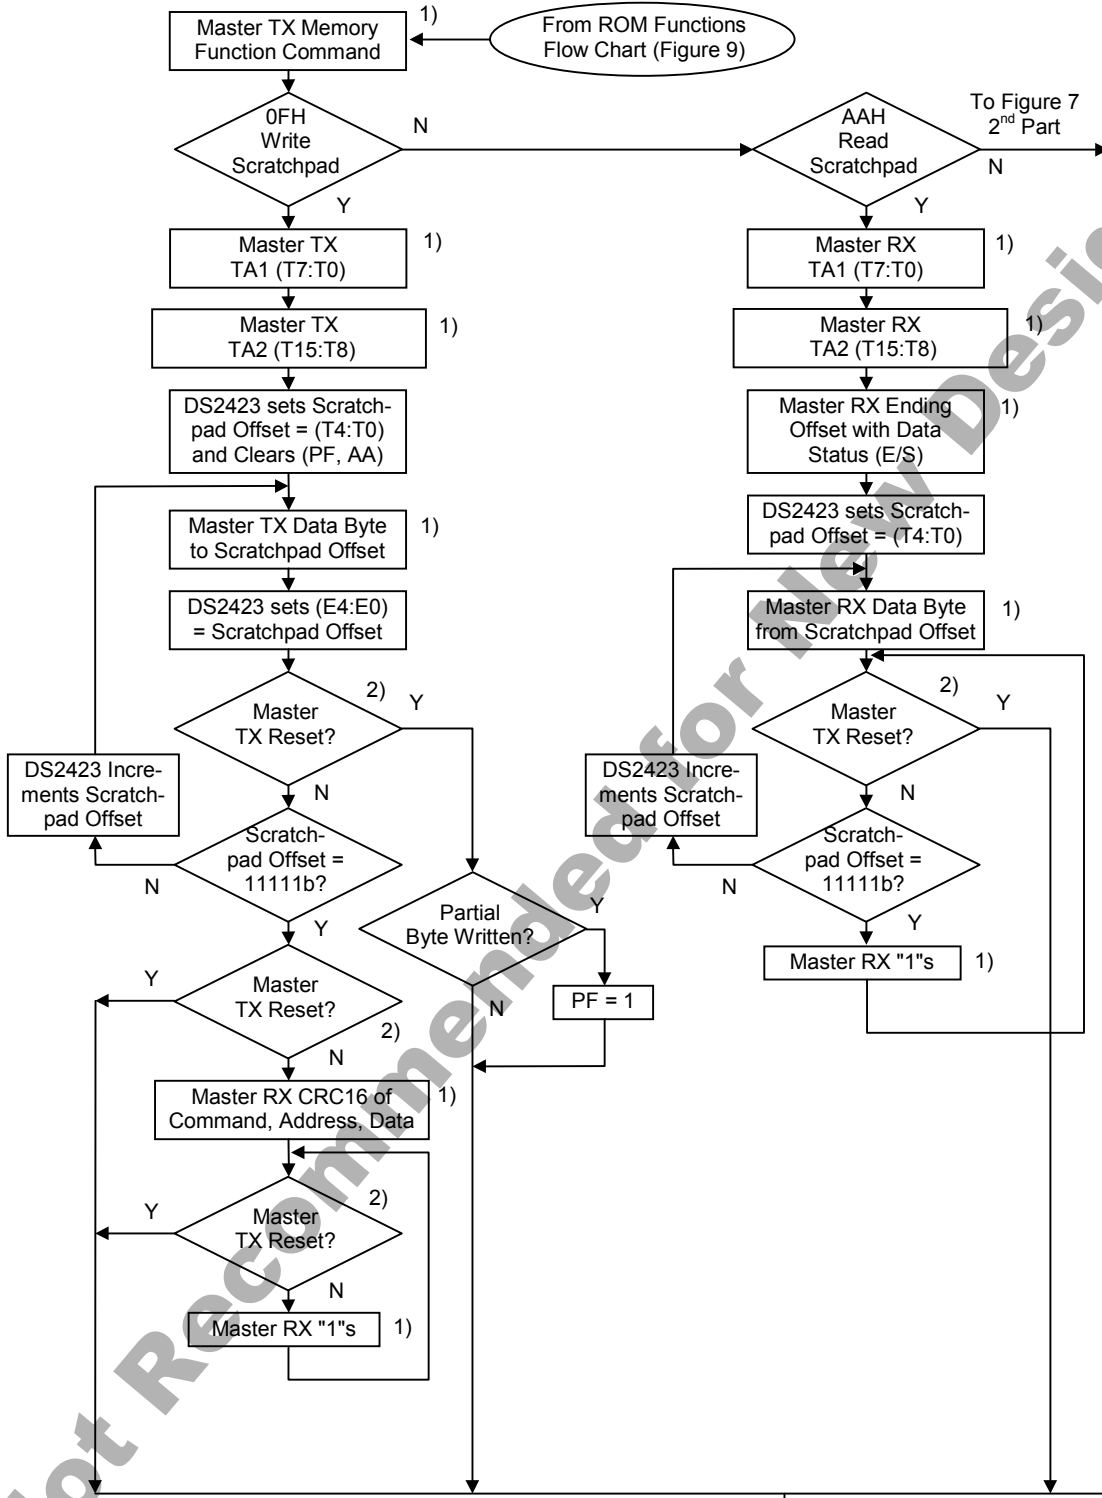 Master TX Memory
Function Command
1)
From ROM Functions
Flow Chart (Figure 9)
0FH
Write
Scratchpad
N
Y
AAH
Read
Scratchpad
To Figure 7
2nd Part
N
Y
Master TX
TA1 (T7:T0)
1)
Master RX
TA1 (T7:T0)
1)
Master TX
TA2 (T15:T8)
1)
Master RX
TA2 (T15:T8)
1)
DS2423 sets Scratch-
pad Offset = (T4:T0)
and Clears (PF, AA)
Master RX Ending
Offset with Data
Status (E/S)
1)
Master TX Data Byte
to Scratchpad Offset
1)
DS2423 sets Scratch-
pad Offset = (T4:T0)
DS2423 sets (E4:E0)
= Scratchpad Offset
Master RX Data Byte
from Scratchpad Offset
1)
Master
TX Reset?
2)
Y
N
Master
TX Reset?
2)
Y
N
DS2423 Incre-
ments Scratch-
pad Offset
Scratch-
pad Offset =
11111b?
N
Y
DS2423 Incre-
ments Scratch-
pad Offset
Scratch-
pad Offset =
11111b?
N
Y
Partial
Byte Written?
Y
N
PF = 1
Master RX "1"s
1)
Master
TX Reset?
Y
2)
N
Master RX CRC16 of
Command, Address, Data
1)
Master
TX Reset?
Y
2)
N
Master RX "1"s
1)
Not Recommended for New Desig